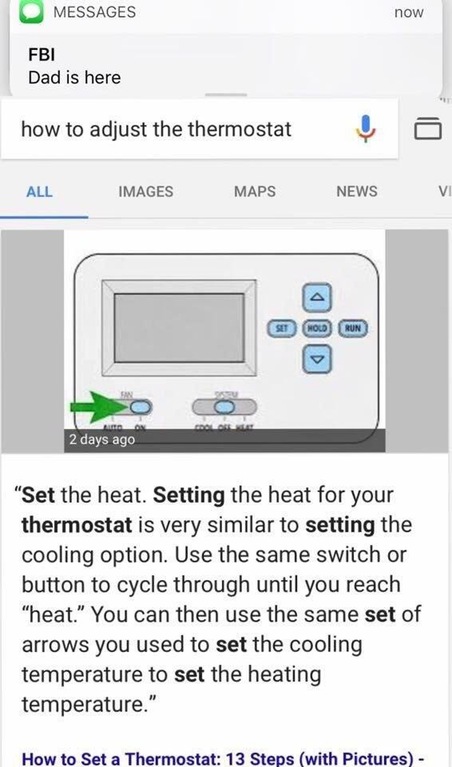 MESSAGES now
FBI
Dad is here
how to adjust the thermostat
ALL IMAGES MAPS NEWS VI
SET HOLD RUN
FAN SYSTEM
AUTO ON COOL OFF HEAT
2 days ago
“Set the heat. Setting the heat for your
thermostat is very similar to setting the
cooling option. Use the same switch or
button to cycle through until you reach
“heat.” You can then use the same set of
arrows you used to set the cooling
temperature to set the heating
temperature.”
How to Set a Thermostat: 13 Steps (with Pictures) -